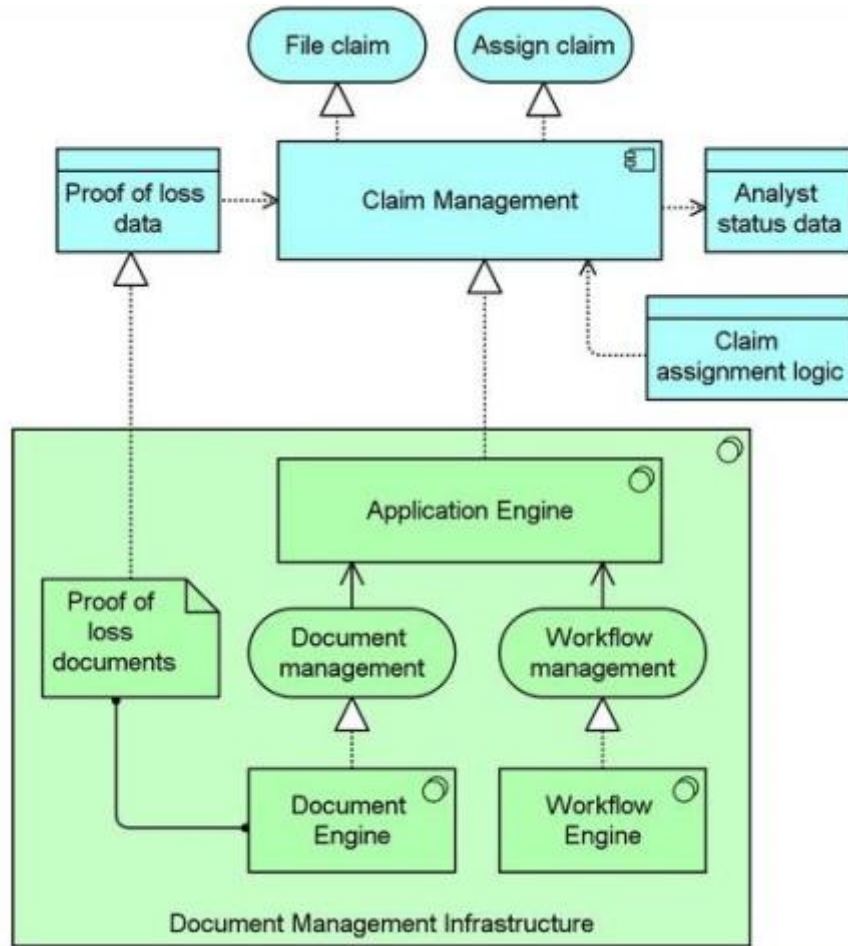 File claim
Assign claim
Proof of loss
data
Claim Management
Analyst
status data
Claim
assignment logic
Application Engine
Proof of
loss
documents
Document
management
Workflow
management
Document
Engine
Workflow
Engine
Document Management Infrastructure